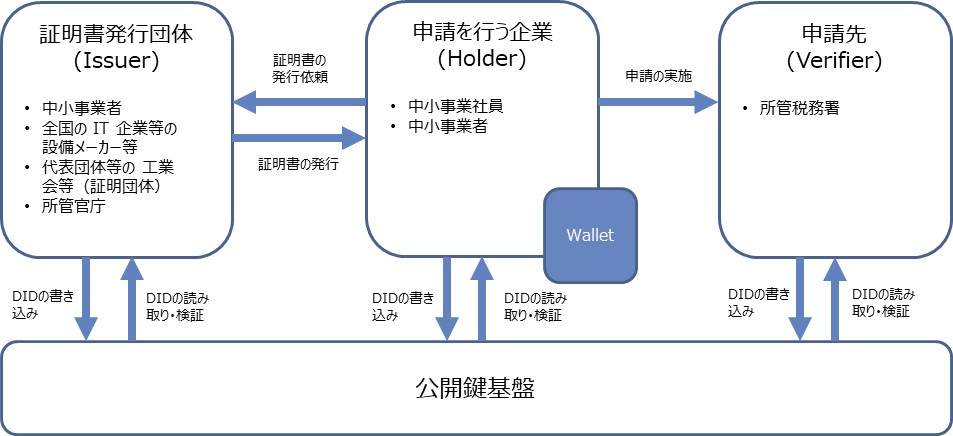 証明書発行団体
(Issuer)
• 中小事業者
• 全国の IT 企業等の
設備メーカー等
• 代表団体等の 工業
会等（証明団体）
• 所管官庁
証明書の
発行依頼
証明書の発行
申請を行う企業
(Holder)
• 中小事業社員
• 中小事業者
Wallet
申請の実施
申請先
(Verifier)
• 所管税務署
DIDの書き
込み
DIDの読み
取り・検証
DIDの書き
込み
DIDの読み
取り・検証
DIDの書き
込み
DIDの読み
取り・検証
公開鍵基盤